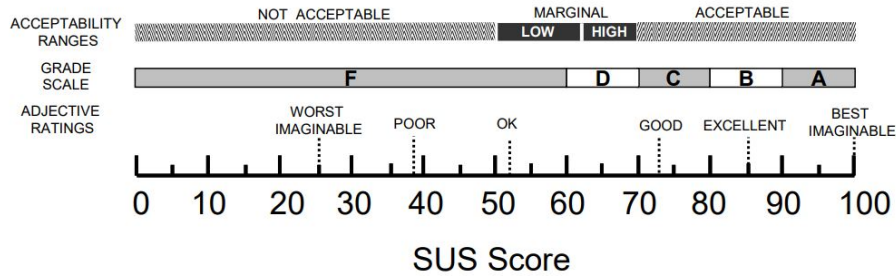 ACCEPTABILITY RANGES
NOT ACCEPTABLE
MARGINAL
ACCEPTABLE
LOW
HIGH
GRADE SCALE
F
D
C
B
A
ADJECTIVE RATINGS
WORST IMAGINABLE
POOR
OK
GOOD
EXCELLENT
BEST IMAGINABLE
0 10 20 30 40 50 60 70 80 90 100
SUS Score